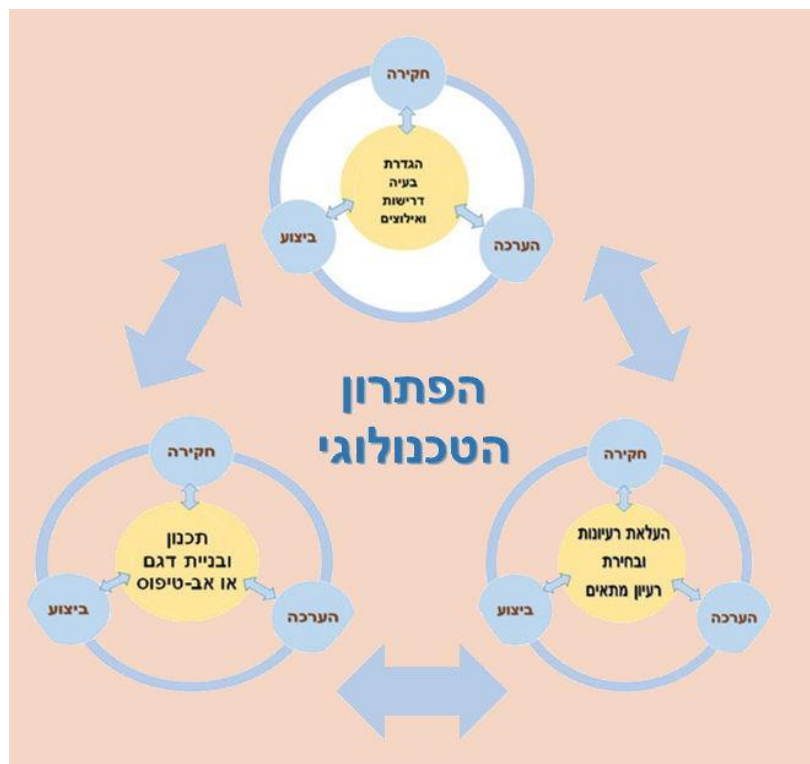 חקירה
הגדרת
בעיה
דרישות
ואילוצים
הערכה
ביצוע
הפתרון
הטכנולוגי
חקירה
העלאת רעיונות
ובחירת
רעיון מתאים
הערכה
ביצוע
חקירה
תכנון
ובניית דגם
או אב-טיפוס
הערכה
ביצוע